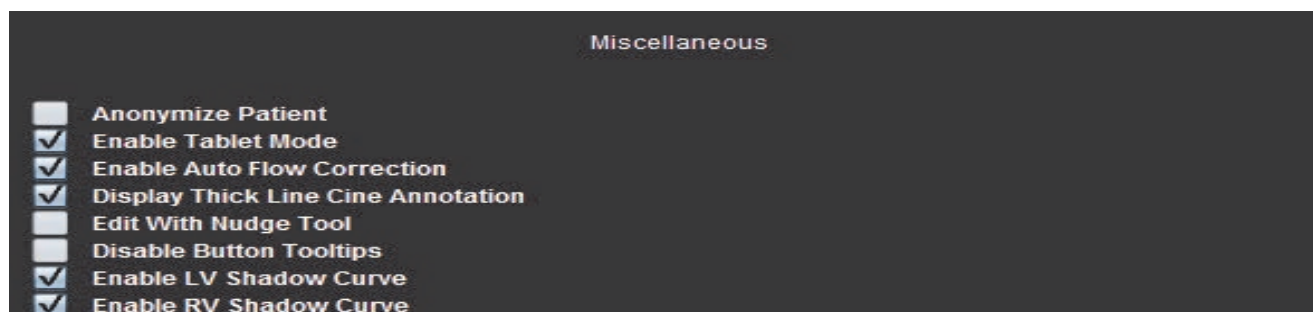 Miscellaneous
Anonymize Patient
Enable Tablet Mode
Enable Auto Flow Correction
Display Thick Line Cine Annotation
Edit With Nudge Tool
Disable Button Tooltips
Enable LV Shadow Curve
Enable RV Shadow Curve